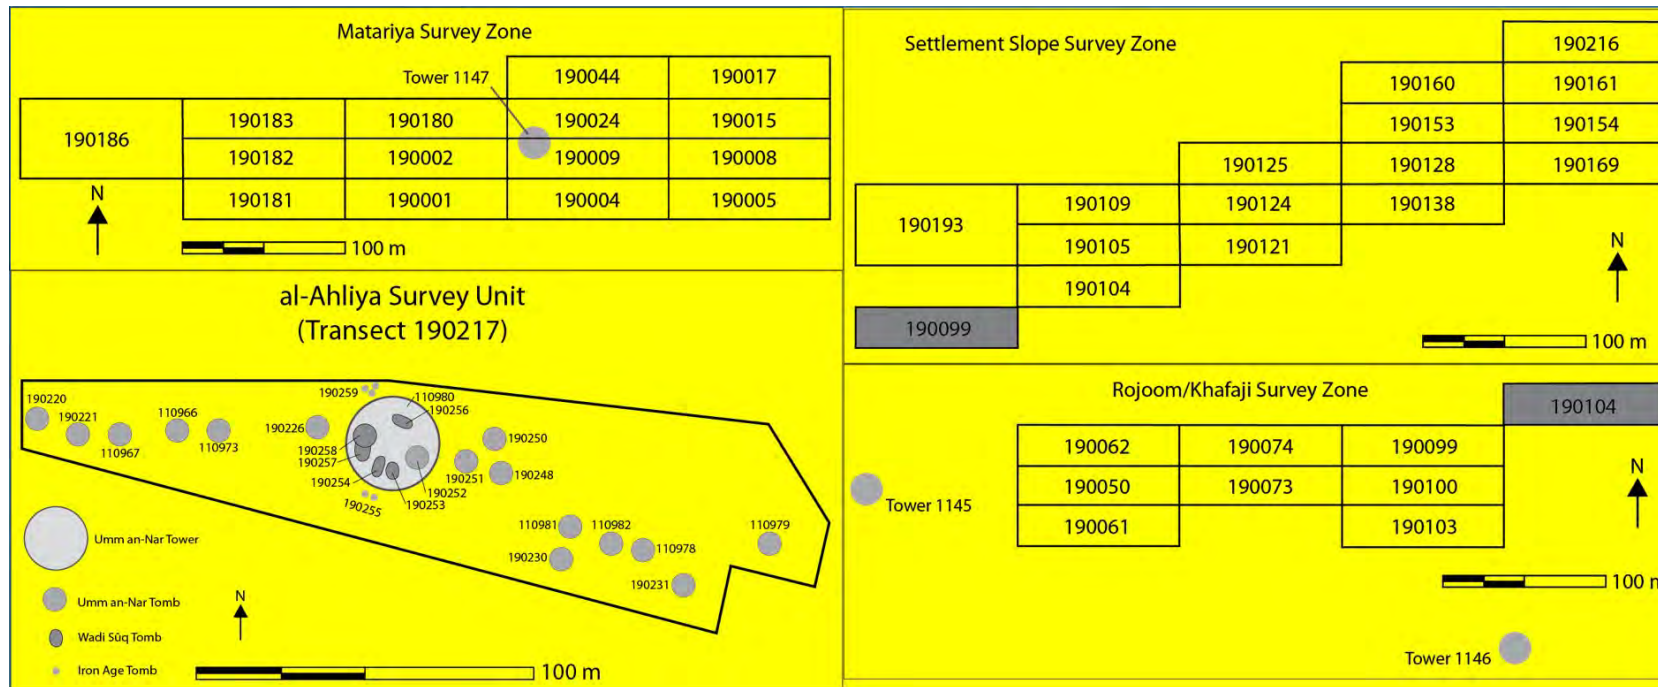 Matariya Survey Zone
Tower 1147
190044 190017
190186 190183 190180 190024 190015
190182 190002 190009 190008
190181 190001 190004 190005
N
100 m
Settlement Slope Survey Zone
190216
190160 190161
190153 190154
190125 190128 190169
190193 190109 190124 190138
190105 190121
190104
190099
N
100 m
al-Ahliya Survey Unit
(Transect 190217)
190259
110980
190256
190220
190221
110967
110966
110973
190226
190258
190257
190254
190255
190253
190252
190251
190250
190248
110981
110982
110978
190230
190231
110979
Umm an-Nar Tower
Umm an-Nar Tomb
Wadi Sûq Tomb
Iron Age Tomb
N
100 m
Rojoom/Khafaji Survey Zone
190104
190062 190074 190099
190050 190073 190100
190061 190103
Tower 1145
N
100 m
Tower 1146